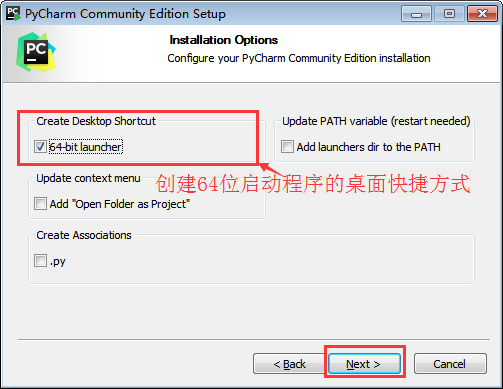 PC PyCharm Community Edition Setup
PC
Installation Options
Configure your PyCharm Community Edition installation
Create Desktop Shortcut
64-bit launcher
Update PATH variable (restart needed)
Add launchers dir to the PATH
创建64位启动程序的桌面快捷方式
Update context menu
Add "Open Folder as Project"
Create Associations
.py
< Back
Next >
Cancel